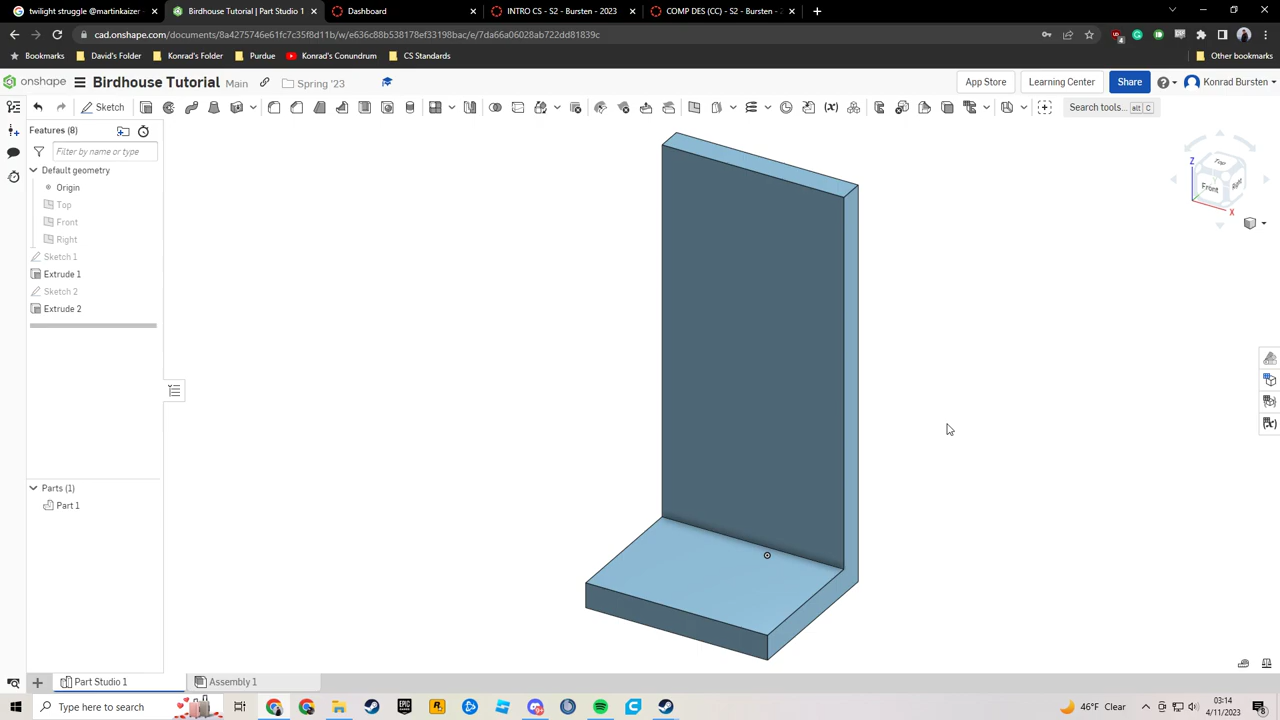 twilight struggle @martinkaizer
Birdhouse Tutorial | Part Studio 1
Dashboard
INTRO CS - S2 - Bursten - 2023
COMP DES (CC) - S2 - Bursten -
cad.onshape.com/documents/8a4275746e61fc7c35f8d11b/w/e636c88b538178ef33198bac/e/7da66a06028ab722dd81839c
Bookmarks
David's Folder
Konrad's Folder
Purdue
Konrad's Conundrum
CS Standards
Other bookmarks
onshape
Birdhouse Tutorial
Main
Spring '23
App Store
Learning Center
Share
Konrad Bursten
Sketch
Search tools...
alt C
Features (8)
Filter by name or type
Default geometry
Origin
Top
Front
Right
Sketch 1
Extrude 1
Sketch 2
Extrude 2
Parts (1)
Part 1
Z
Top
Front
Right
X
Part Studio 1
Assembly 1
Type here to search
46°F Clear
03:14
4/11/2023